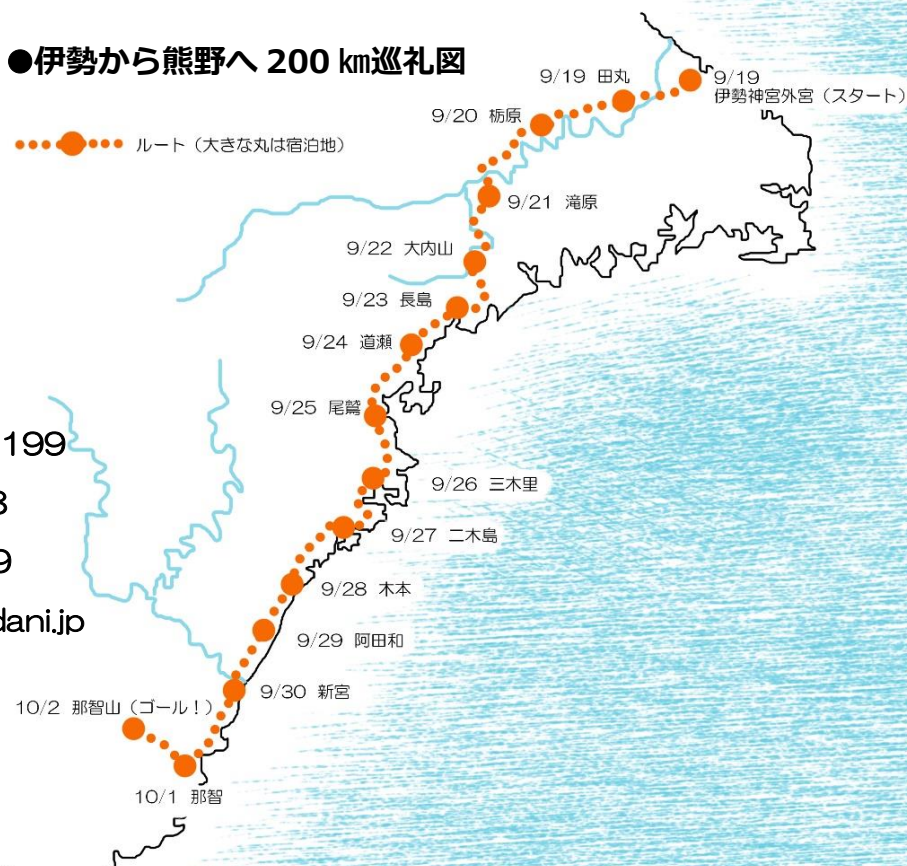 ●伊勢から熊野へ 200 ㎞巡礼図
ルート（大きな丸は宿泊地）
9/19
伊勢神宮外宮（スタート）
9/19 田丸
9/20 栃原
9/21 滝原
9/22 大内山
9/23 長島
9/24 道瀬
9/25 尾鷲
9/26 三木里
9/27 二木島
9/28 木本
9/29 阿田和
9/30 新宮
10/1 那智
10/2 那智山（ゴール！）
199
8
9
dani.jp